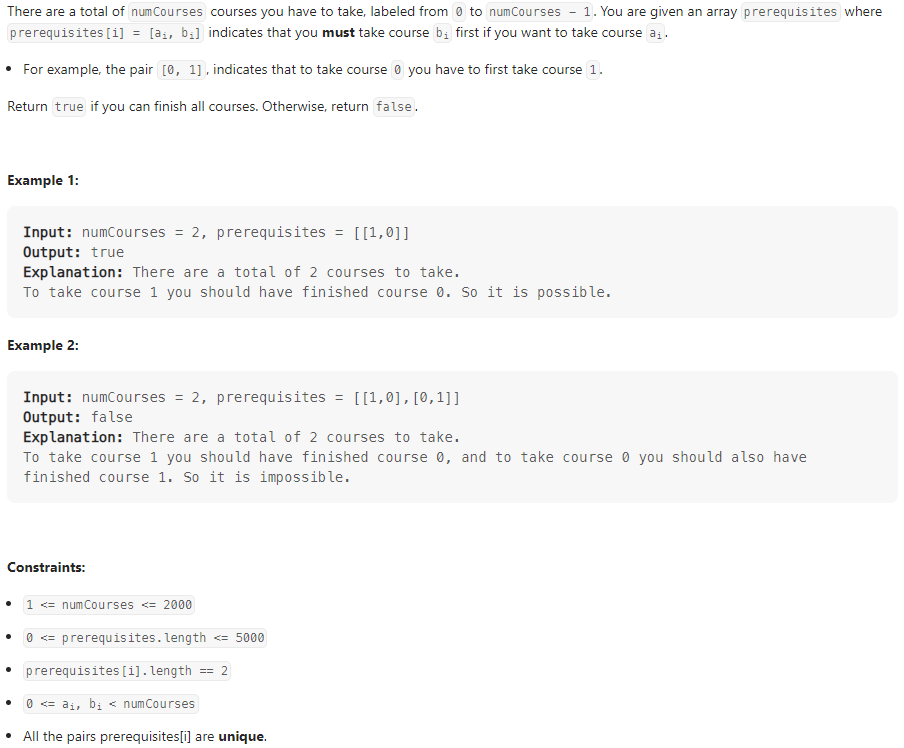 There are a total of numCourses courses you have to take, labeled from 0 to numCourses - 1. You are given an array prerequisites where
prerequisites[i] = [aᵢ, bᵢ] indicates that you must take course bᵢ first if you want to take course aᵢ.
• For example, the pair [0, 1], indicates that to take course 0 you have to first take course 1.
Return true if you can finish all courses. Otherwise, return false.
Example 1:
Input: numCourses = 2, prerequisites = [[1,0]]
Output: true
Explanation: There are a total of 2 courses to take.
To take course 1 you should have finished course 0. So it is possible.
Example 2:
Input: numCourses = 2, prerequisites = [[1,0],[0,1]]
Output: false
Explanation: There are a total of 2 courses to take.
To take course 1 you should have finished course 0, and to take course 0 you should also have
finished course 1. So it is impossible.
Constraints:
• 1 <= numCourses <= 2000
• 0 <= prerequisites.length <= 5000
• prerequisites[i].length == 2
• 0 <= aᵢ, bᵢ < numCourses
• All the pairs prerequisites[i] are unique.